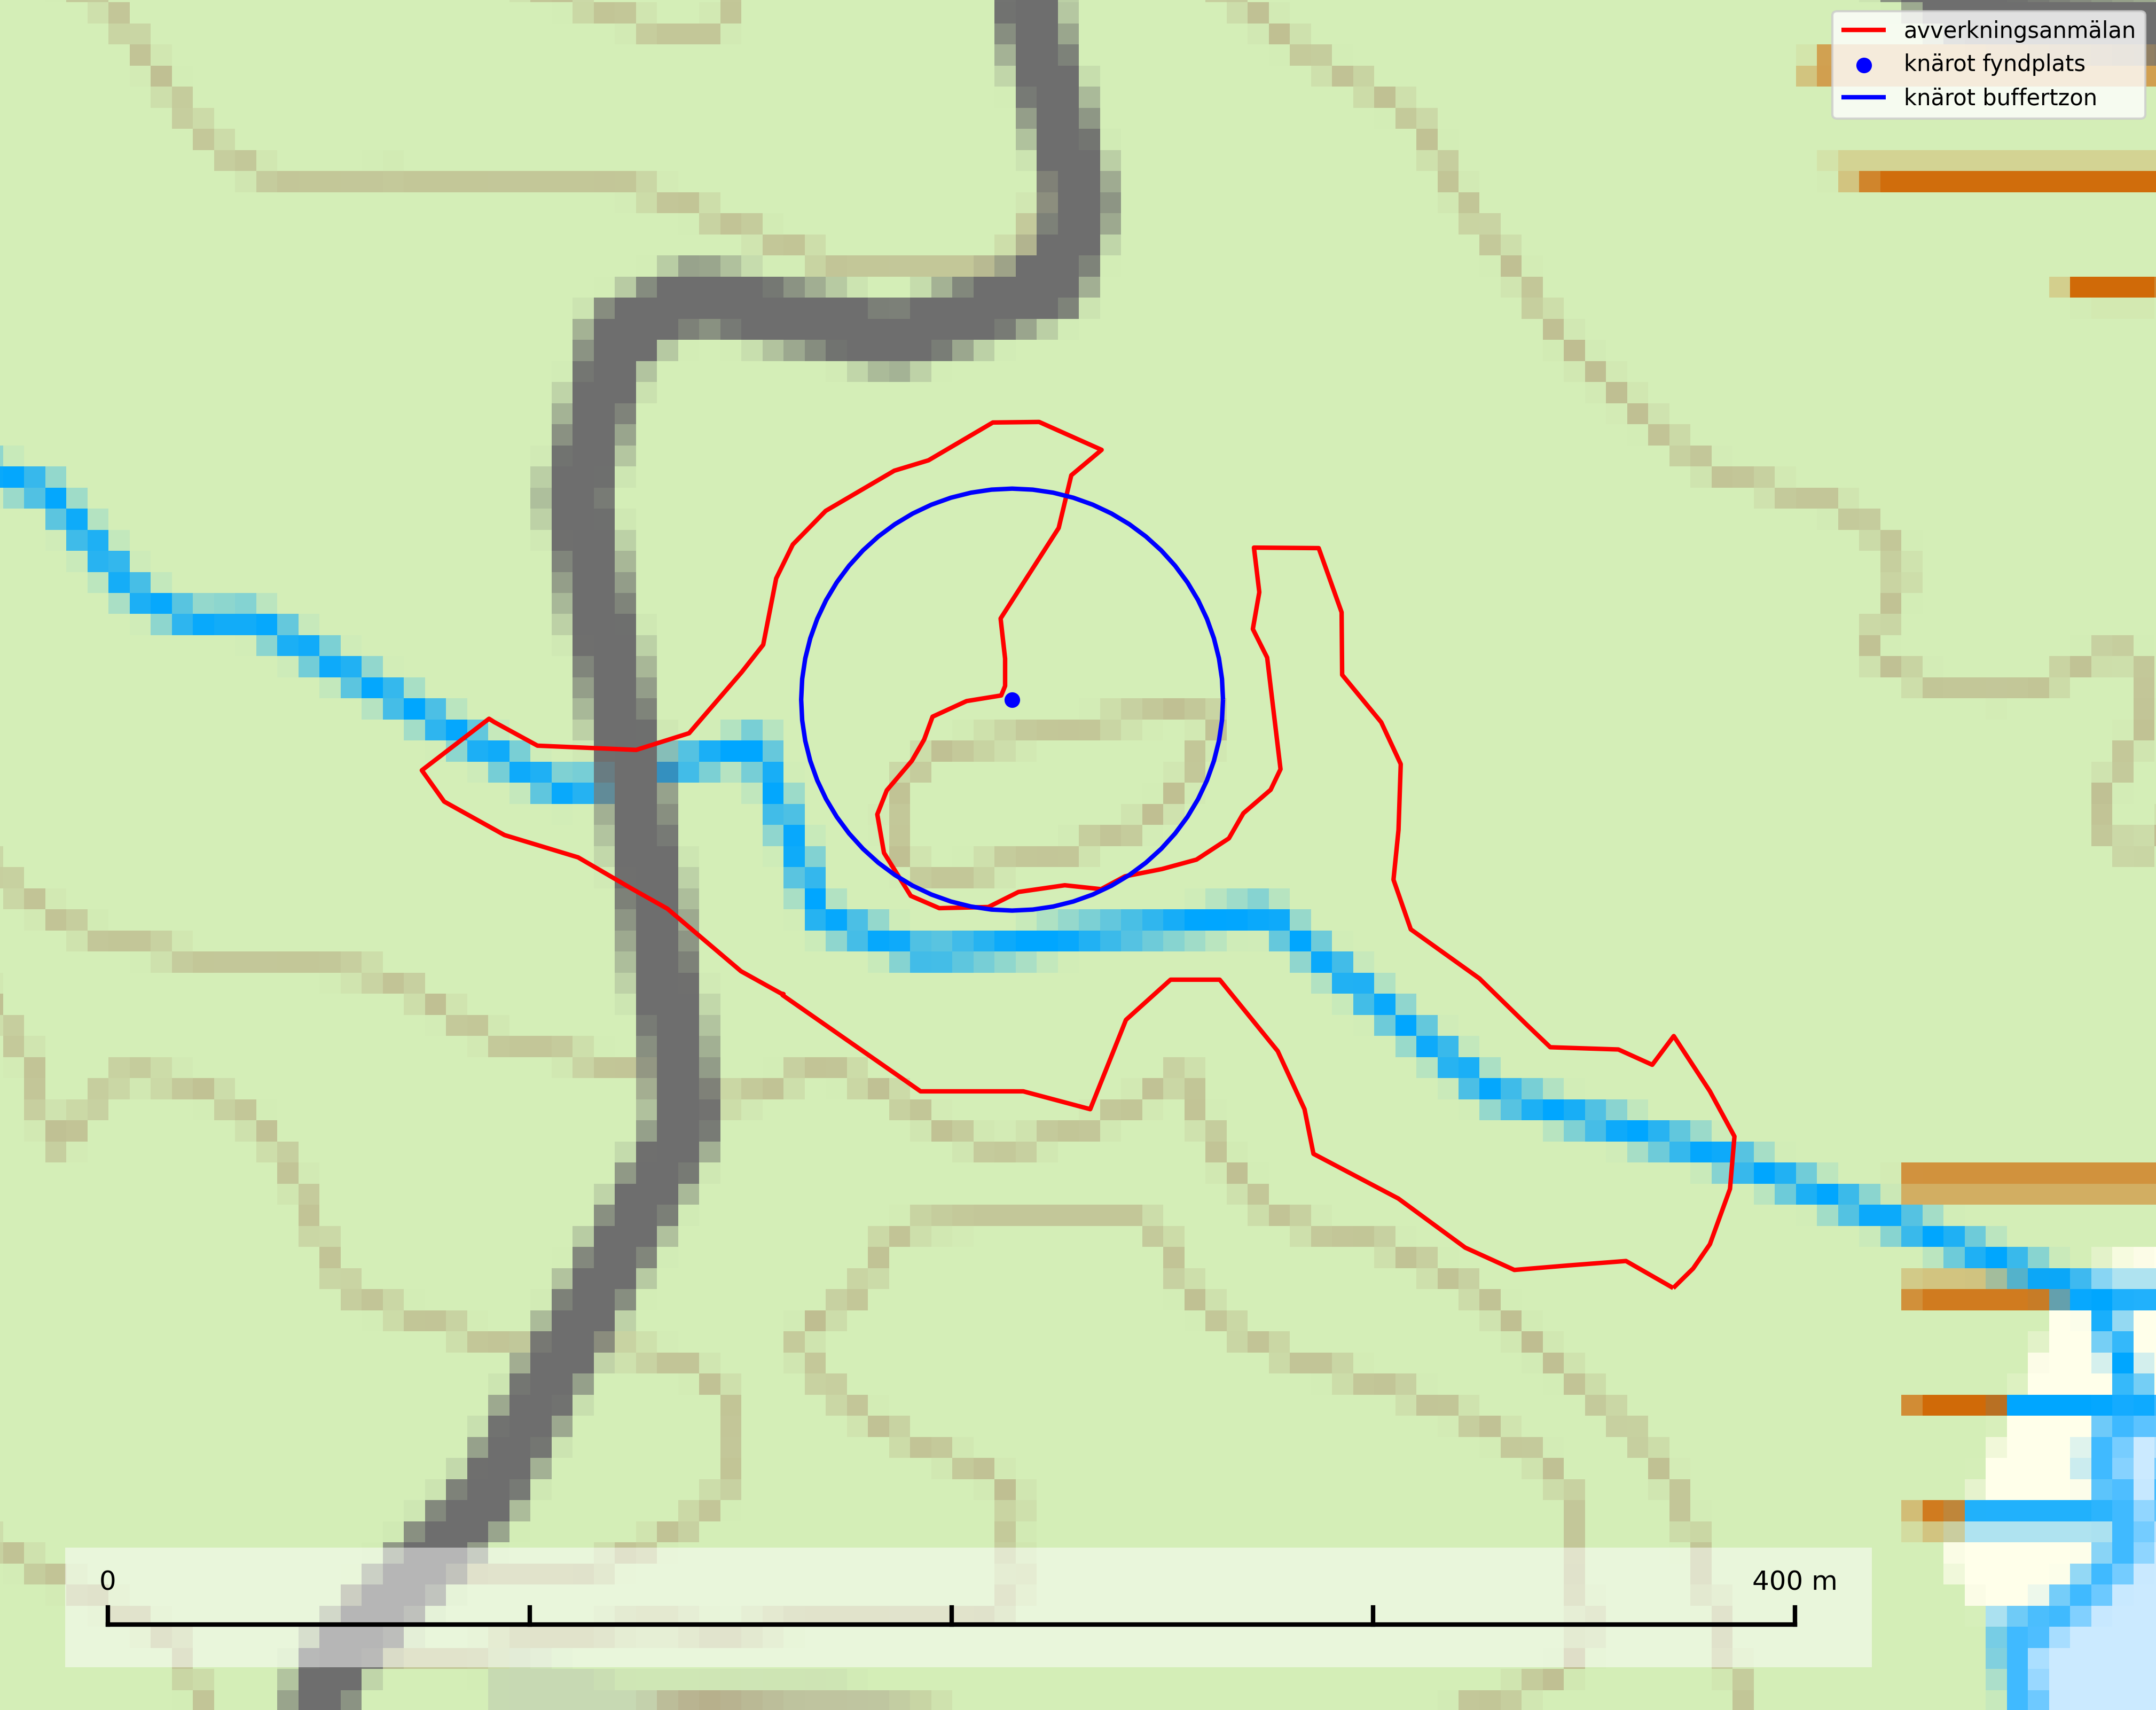 avverkningsanmälan
knärot fyndplats
knärot buffertzon
0
400 m